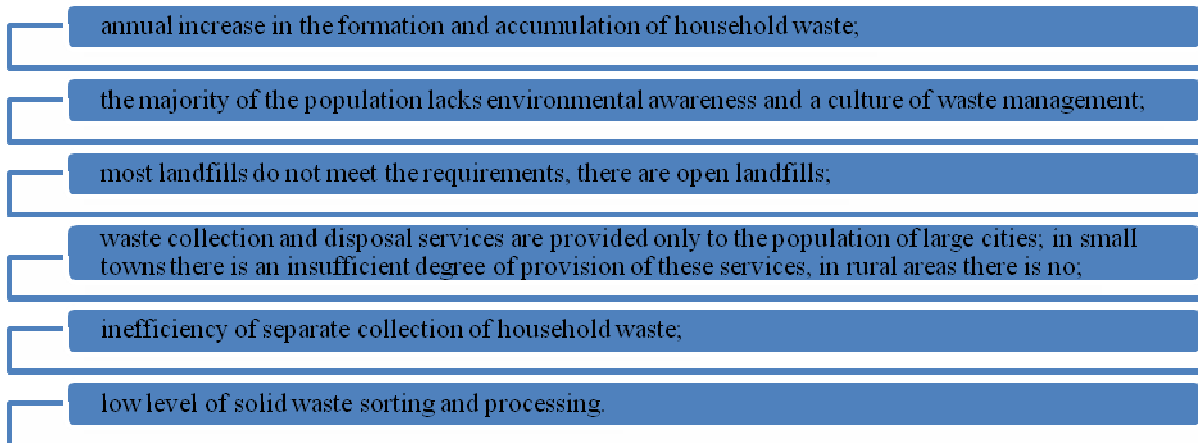 annual increase in the formation and accumulation of household waste;
the majority of the population lacks environmental awareness and a culture of waste management;
most landfills do not meet the requirements, there are open landfills;
waste collection and disposal services are provided only to the population of large cities; in small
towns there is an insufficient degree of provision of these services, in rural areas there is no;
inefficiency of separate collection of household waste;
low level of solid waste sorting and processing.